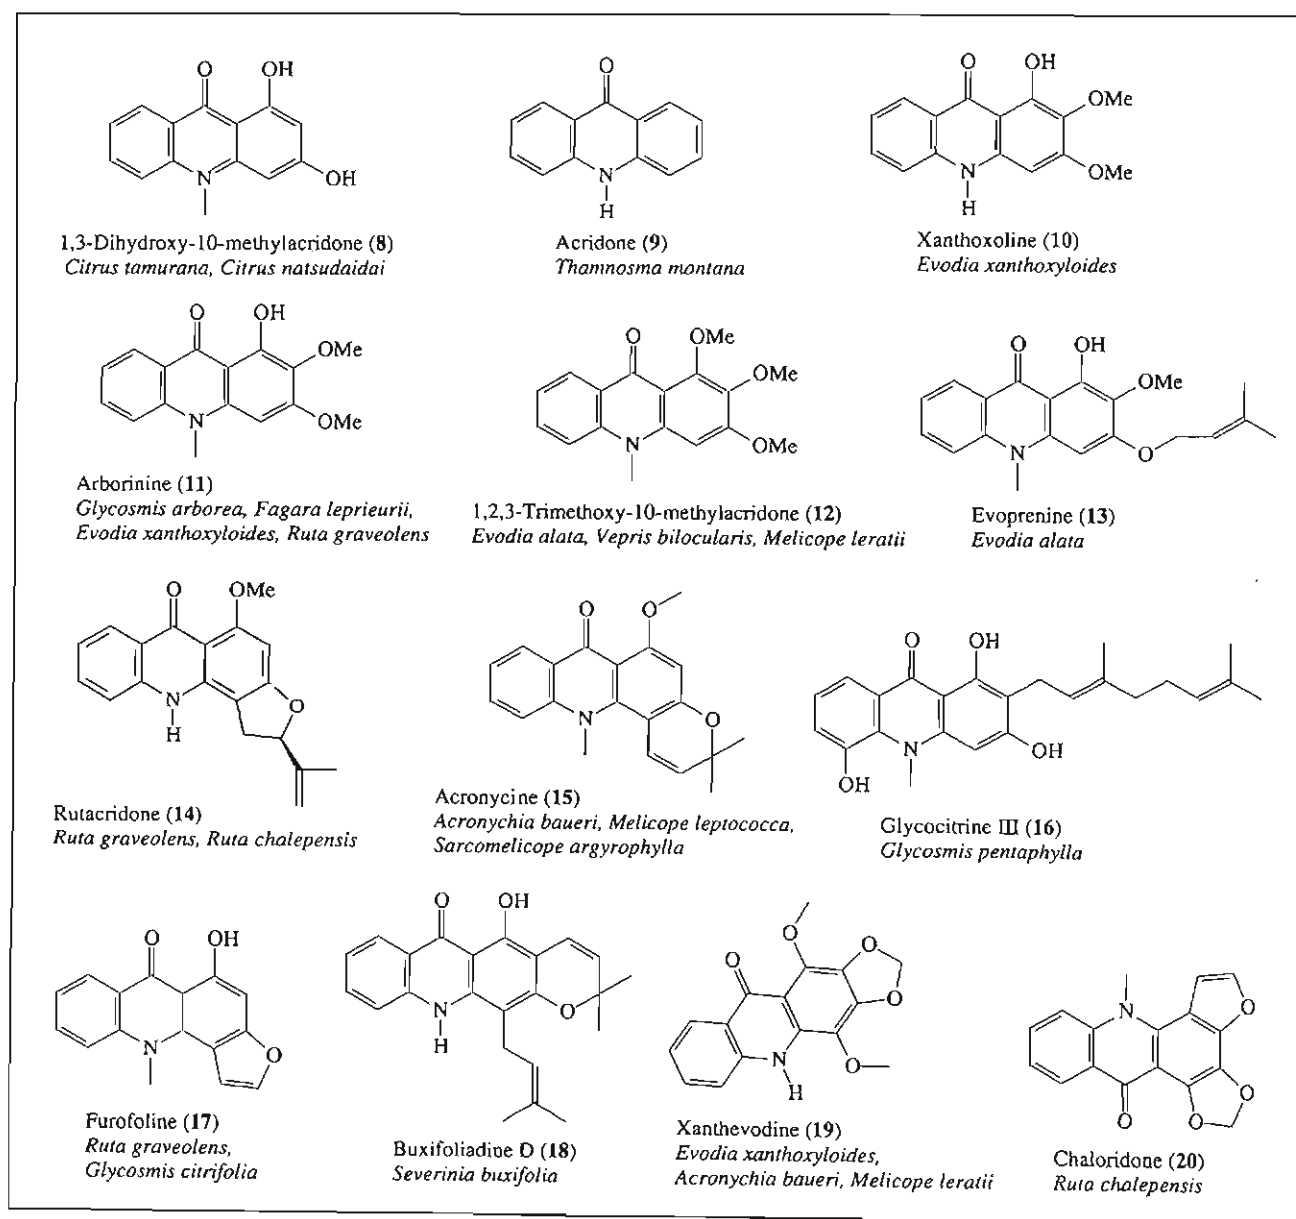 O
OH
N
OH
1,3-Dihydroxy-10-methylacridone (8)
Citrus tamurana, Citrus natsudaidai
O
N
H
Acridone (9)
Thamnosma montana
O
OH
OMe
OMe
N
H
Xanthoxoline (10)
Evodia xanthoxyloides
O
OH
OMe
OMe
N
Arborinine (11)
Glycosmis arborea, Fagara leprieurii,
Evodia xanthoxyloides, Ruta graveolens
O
OMe
OMe
OMe
N
1,2,3-Trimethoxy-10-methylacridone (12)
Evodia alata, Vepris bilocularis, Melicope leratii
O
OH
OMe
N
O
Evoprenine (13)
Evodia alata
O
OMe
N
H
O
Rutacridone (14)
Ruta graveolens, Ruta chalepensis
O
O
N
O
Acronycine (15)
Acronychia baueri, Melicope leptococca,
Sarcomelicope argyrophylla
O
OH
N
OH
OH
Glycocitrine III (16)
Glycosmis pentaphylla
O
OH
N
O
Furofoline (17)
Ruta graveolens,
Glycosmis citrifolia
O
OH
N
H
O
Buxifoliadine D (18)
Severinia buxifolia
O
O
O
O
N
H
O
Xanthevodine (19)
Evodia xanthoxyloides,
Acronychia baueri, Melicope leratii
N
O
O
O
O
Chaloridone (20)
Ruta chalepensis